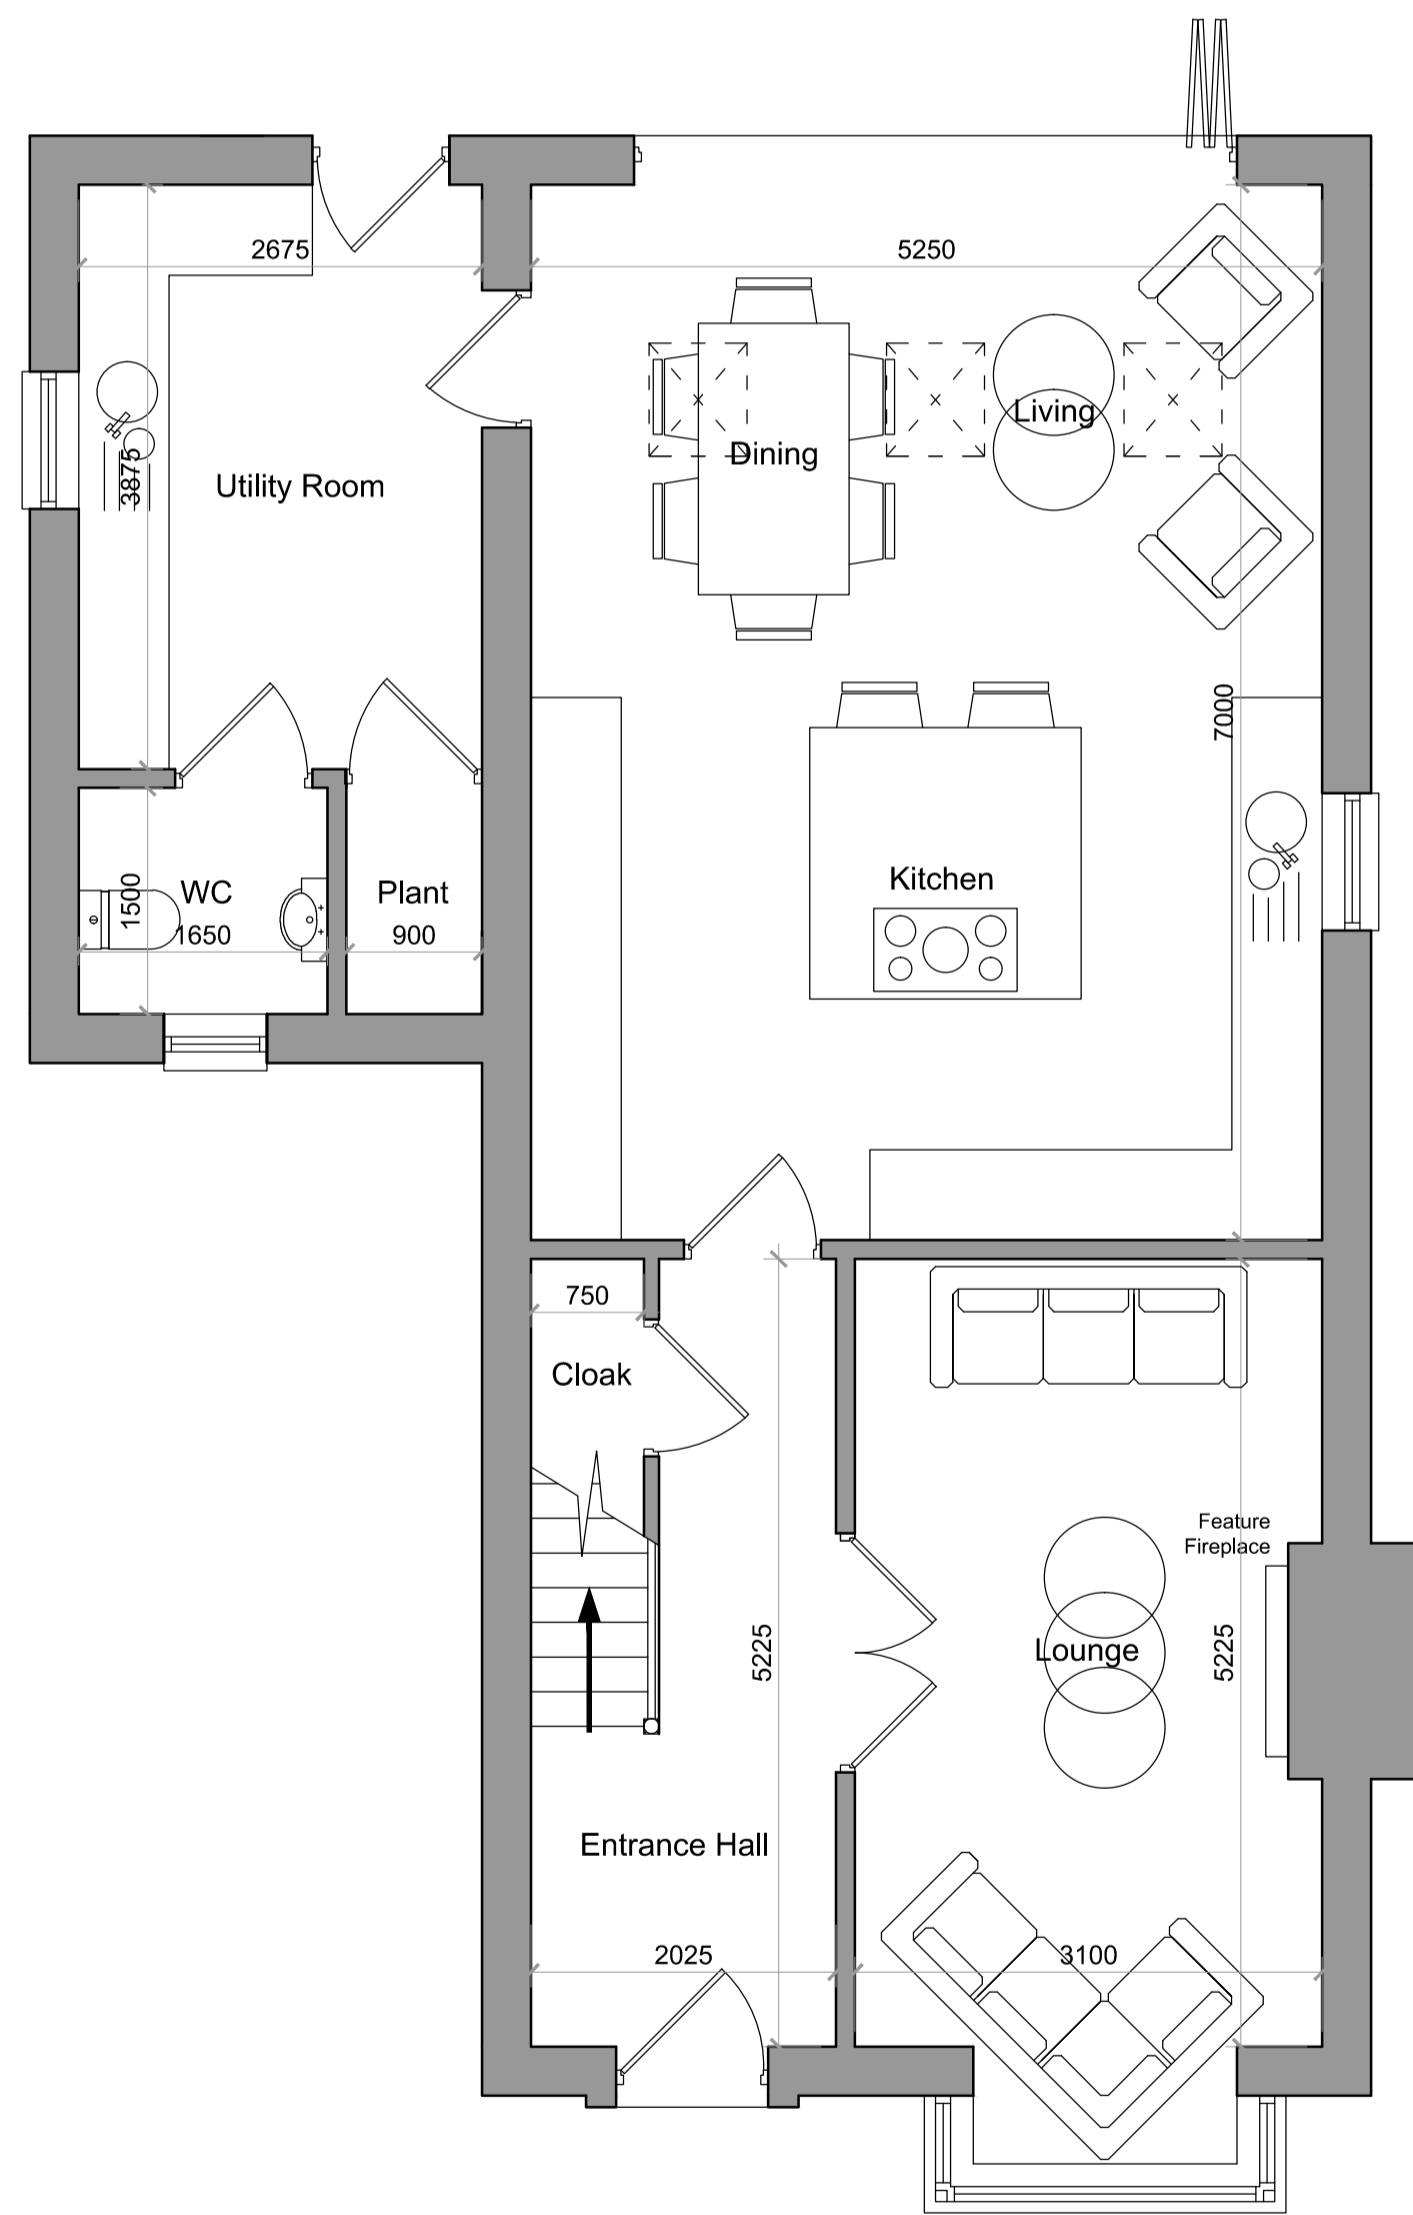 2675
5250
Living
Dining
3875
Utility Room
7000
Kitchen
WC
Plant
1500
1650
900
750
Cloak
Feature
Fireplace
5225
Lounge
5225
Entrance Hall
2025
3100